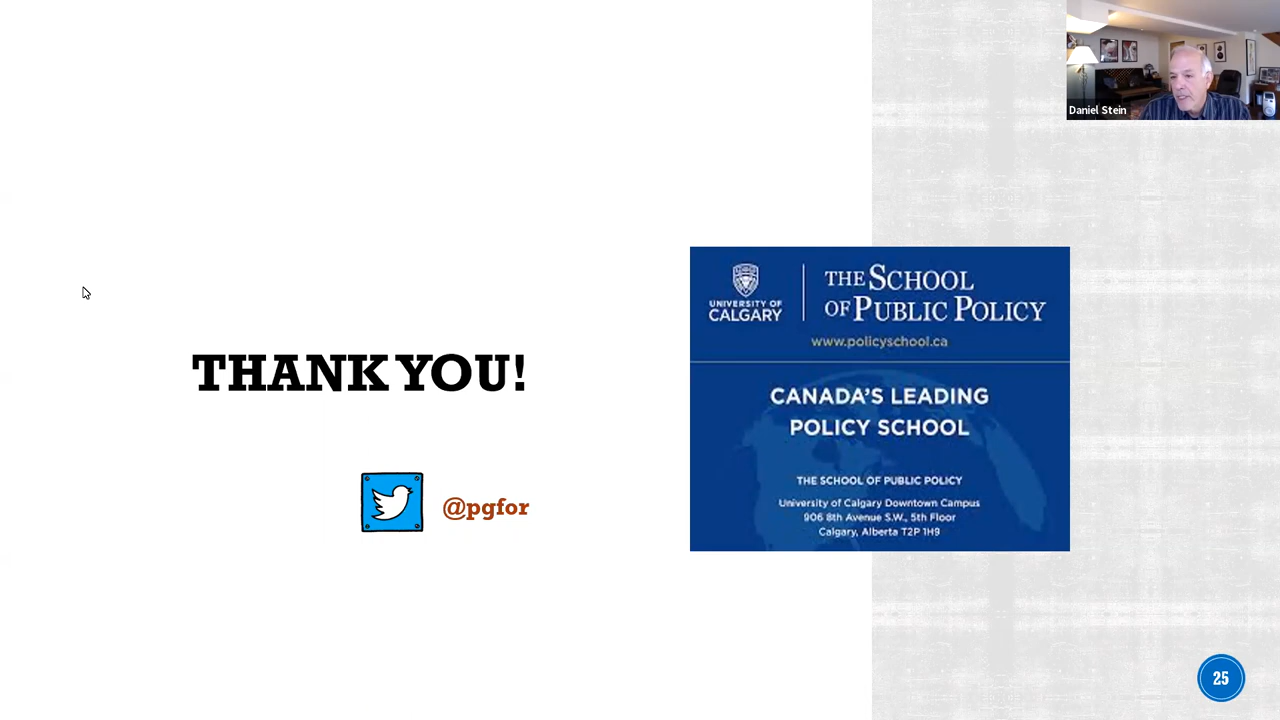 Daniel Stein
UNIVERSITY OF
CALGARY
THE SCHOOL
OF PUBLIC POLICY
www.policyschool.ca
THANK YOU!
@pgfor
CANADA'S LEADING
POLICY SCHOOL
THE SCHOOL OF PUBLIC POLICY
University of Calgary Downtown Campus
906 8th Avenue S.W., 5th Floor
Calgary, Alberta T2P 1H9
25